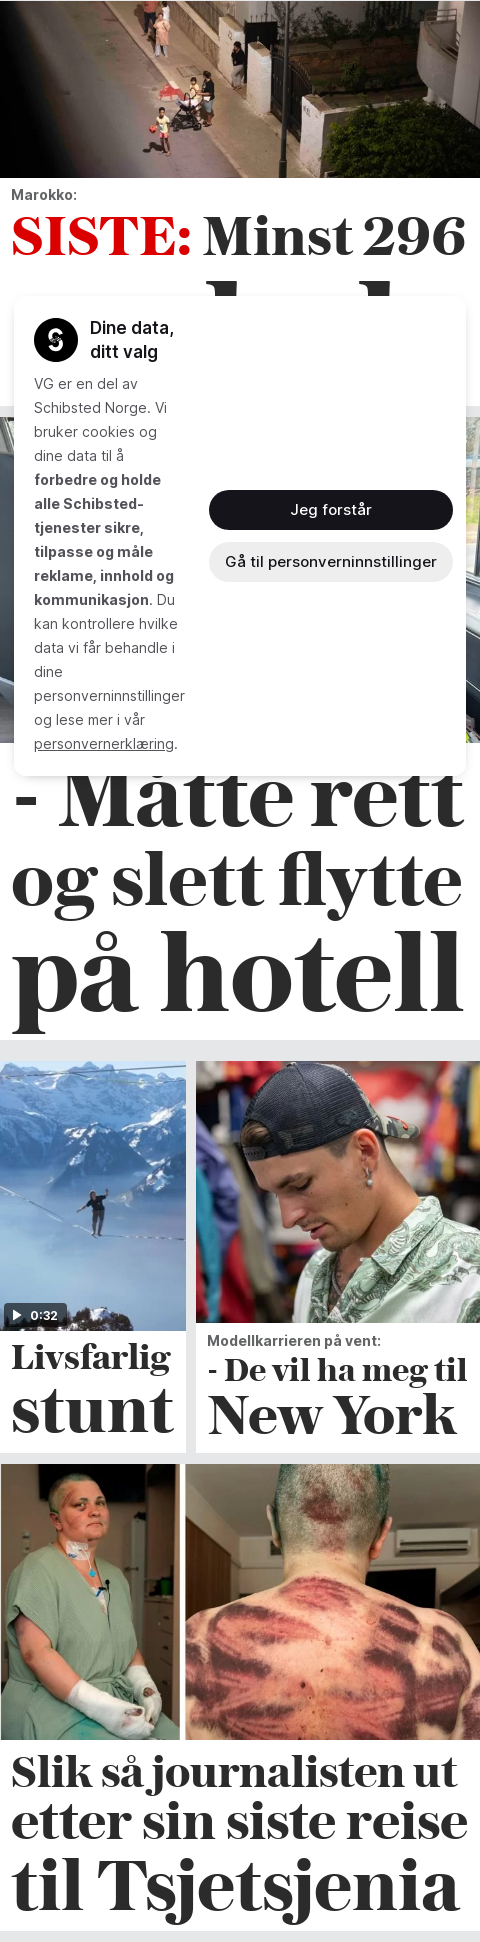 Marokko:
SISTE: Minst 296
Dine data,
ditt valg
VG er en del av
Schibsted Norge. Vi
bruker cookies og
dine data til å
forbedre og holde
alle Schibsted-
tjenester sikre,
tilpasse og måle
reklame, innhold og
kommunikasjon. Du
kan kontrollere hvilke
data vi får behandle i
dine
personverninnstillinger
og lese mer i vår
personvernerklæring.
Jeg forstår
Gå til personverninnstillinger
- Måtte rett
og slett flytte
på hotell
0:32
Livsfarlig
stunt
Modellkarrieren på vent:
- De vil ha meg til
New York
Slik så journalisten ut
etter sin siste reise
til Tsjetsjenia